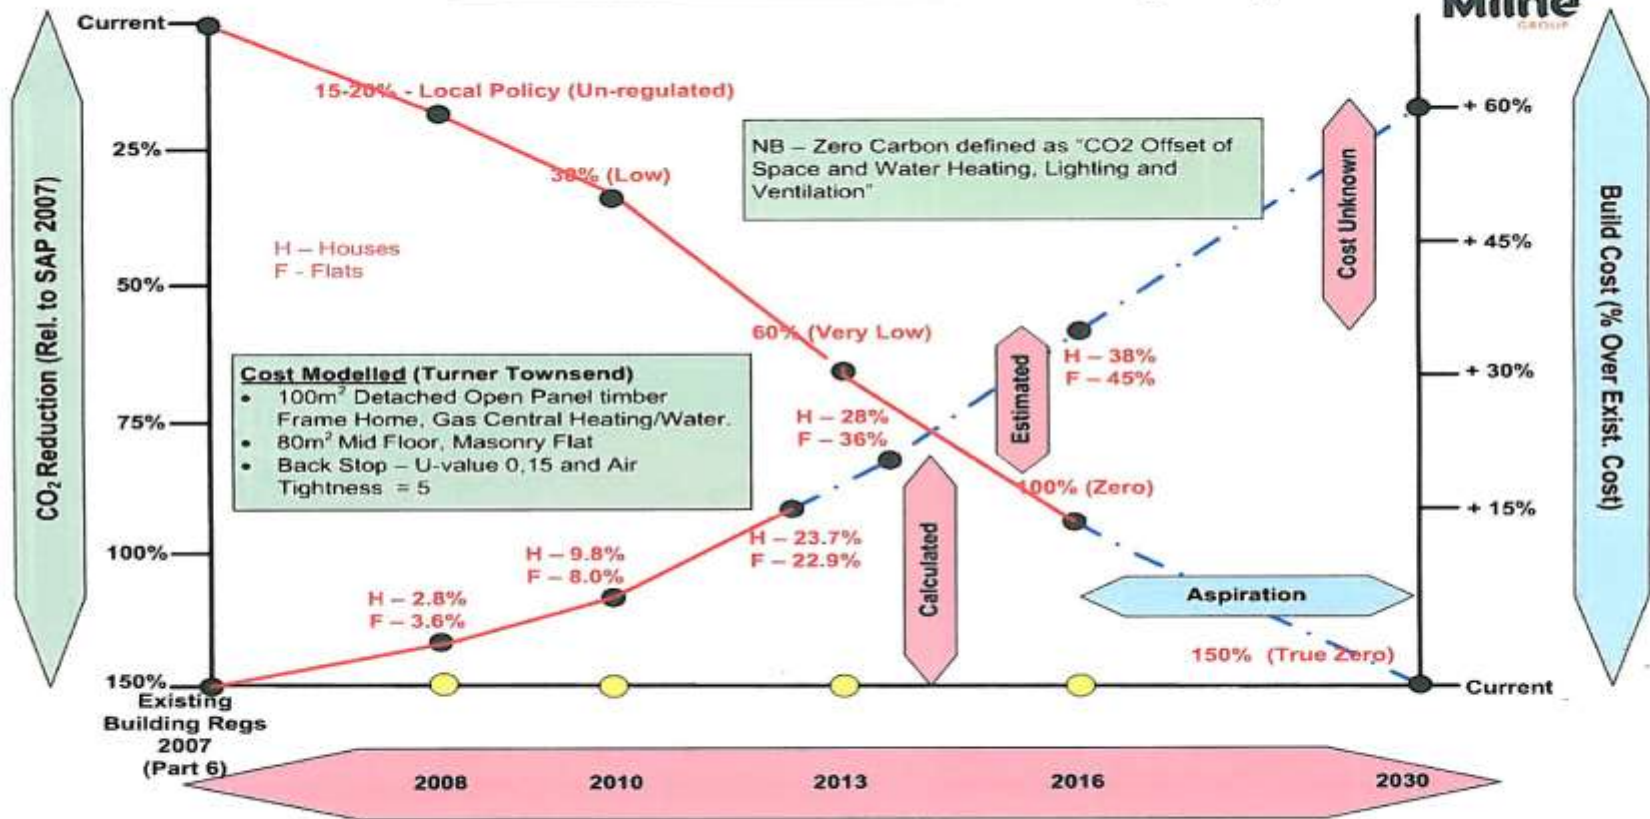 Milne
GROUP
Current
15-20% - Local Policy (Un-regulated)
+ 60%
25%
NB – Zero Carbon defined as "CO2 Offset of
Space and Water Heating, Lighting and
Ventilation"
30% (Low)
H – Houses
F - Flats
+ 45%
50%
Cost Unknown
CO2 Reduction (Rel. to SAP 2007)
Build Cost (% Over Exist. Cost)
60% (Very Low)
H – 38%
F – 45%
+ 30%
Cost Modelled (Turner Townsend)
• 100m2 Detached Open Panel timber
Frame Home, Gas Central Heating/Water.
• 80m2 Mid Floor, Masonry Flat
• Back Stop – U-value 0,15 and Air
Tightness = 5
75%
H – 28%
F – 36%
Estimated
100% (Zero)
+ 15%
100%
H – 9.8%
F – 8.0%
H – 23.7%
F – 22.9%
Calculated
H – 2.8%
F – 3.6%
Aspiration
150% (True Zero)
150%
Current
Existing
Building Regs
2007
(Part 6)
2008
2010
2013
2016
2030